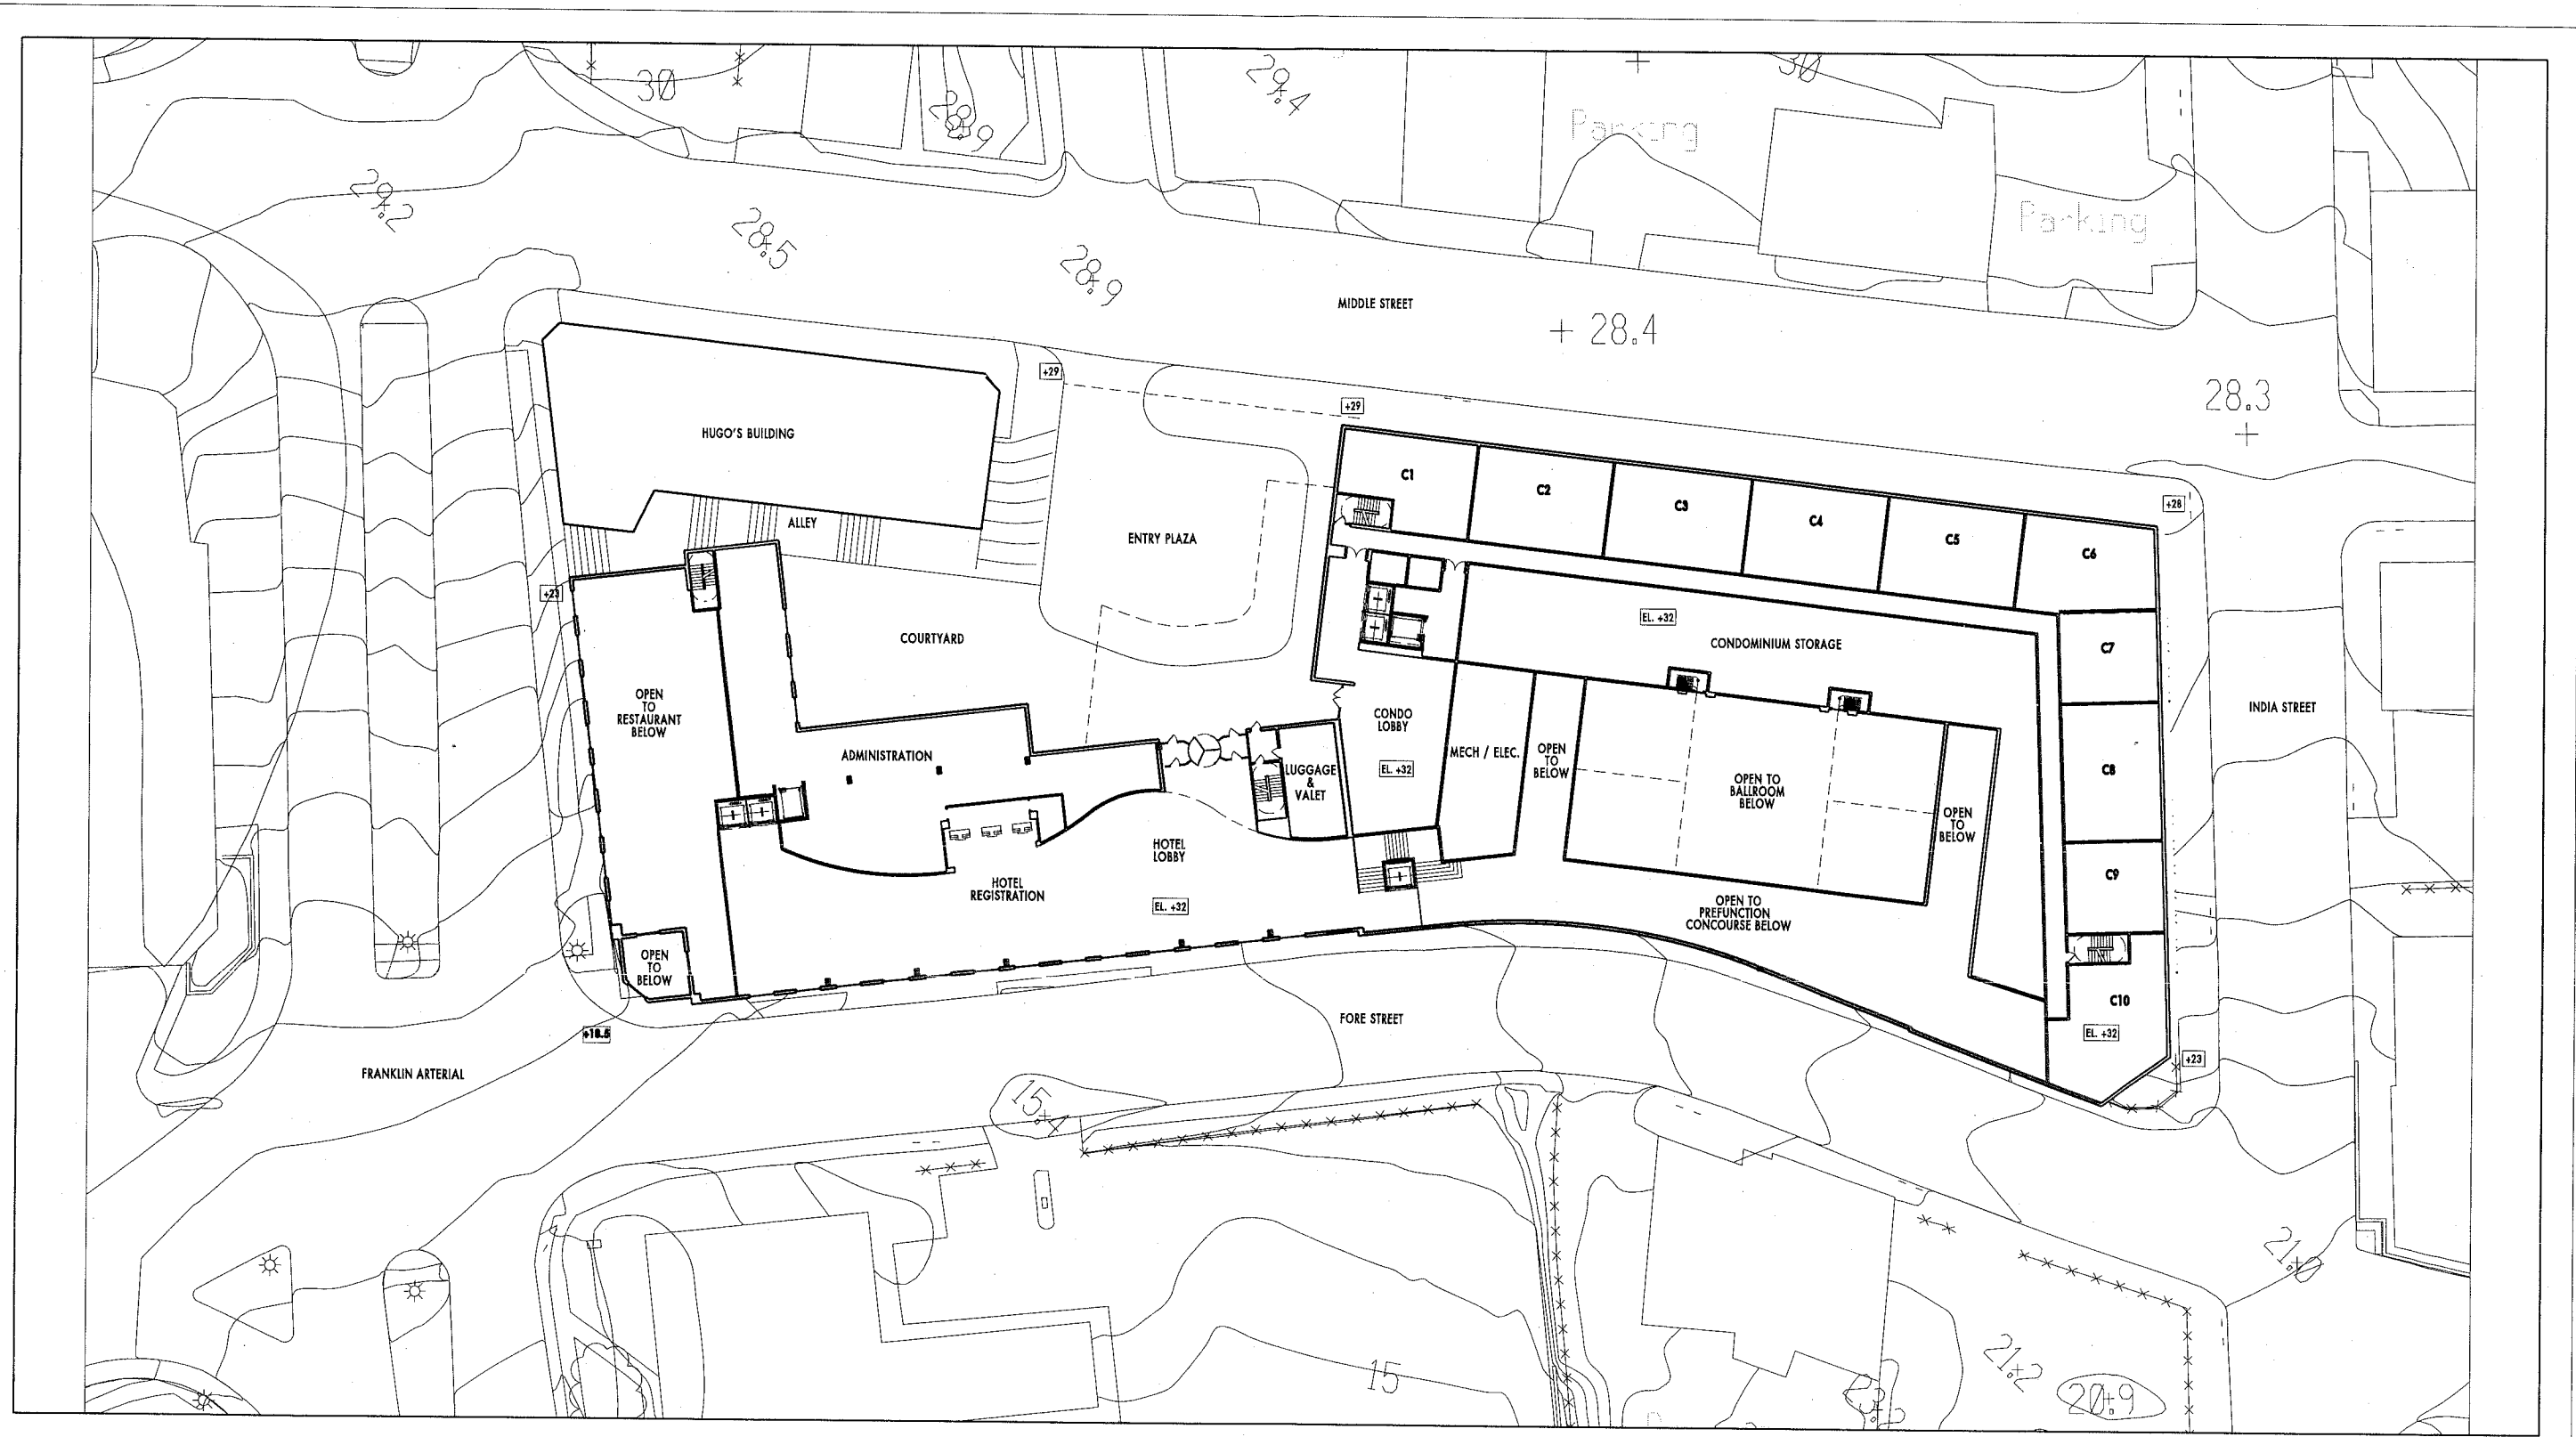 30
29.4
30
Parking
28.9
29.2
28.5
28.9
Parking
MIDDLE STREET
+ 28.4
+29
+29
28.3
HUGO'S BUILDING
C1
C2
C3
C4
C5
C6
+28
ALLEY
ENTRY PLAZA
+23
COURTYARD
EL. +32
CONDOMINIUM STORAGE
C7
OPEN
TO
RESTAURANT
BELOW
CONDO
LOBBY
INDIA STREET
ADMINISTRATION
MECH / ELEC.
OPEN
TO
BELOW
EL. +32
LUGGAGE
&
VALET
OPEN TO
BALLROOM
BELOW
C8
OPEN
TO
BELOW
HOTEL
LOBBY
C9
HOTEL
REGISTRATION
EL. +32
OPEN TO
PREFUNCTION
CONCOURSE BELOW
OPEN
TO
BELOW
C10
FORE STREET
EL. +32
+18.5
+23
FRANKLIN ARTERIAL
15.4
21.0
21.2
15
20.9